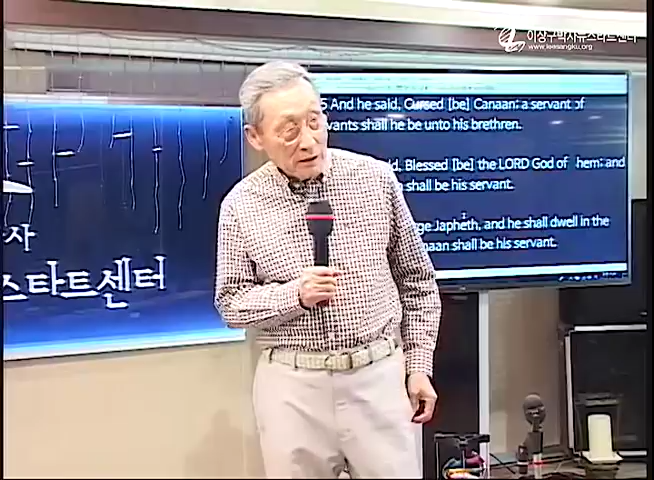 이상구박사뉴스타트센터
www.leesangku.org
5 And he said, Cursed [be] Canaan; a servant of
vants shall he be unto his brethren.
d, Blessed [be] the LORD God of hem; and
shall be his servant.
ge Japheth, and he shall dwell in the
naan shall be his servant.
자
스타트 센터